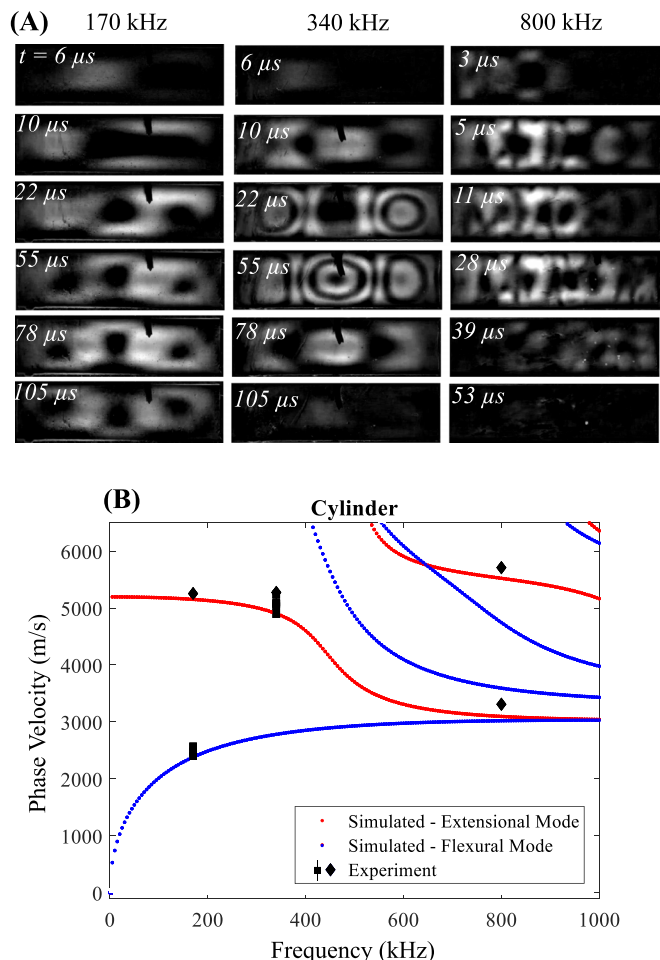 (A) 170 kHz 340 kHz 800 kHz
t = 6 μs 6 μs 3 μs
10 μs 10 μs 5 μs
22 μs 22 μs 11 μs
55 μs 55 μs 28 μs
78 μs 78 μs 39 μs
105 μs 105 μs 53 μs
(B)
Cylinder
6000
5000
4000
3000
2000
1000
0
Phase Velocity (m/s)
Simulated - Extensional Mode
Simulated - Flexural Mode
Experiment
0 200 400 600 800 1000
Frequency (kHz)